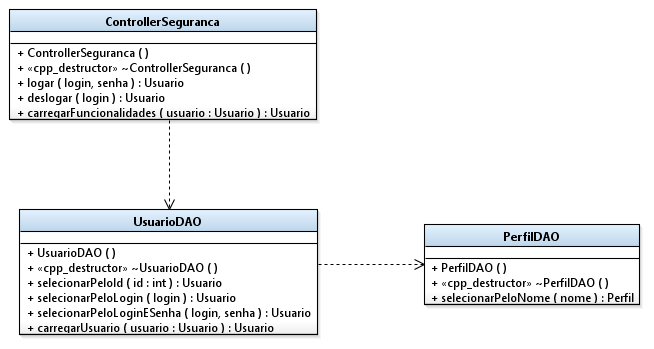 ControllerSeguranca
+ ControllerSeguranca ( )
+ «cpp_destructor» ~ControllerSeguranca ( )
+ logar ( login, senha ) : Usuario
+ deslogar ( login ) : Usuario
+ carregarFuncionalidades ( usuario : Usuario ) : Usuario
UsuarioDAO
+ UsuarioDAO ( )
+ «cpp_destructor» ~UsuarioDAO ( )
+ selecionarPeloId ( id : int ) : Usuario
+ selecionarPeloLogin ( login ) : Usuario
+ selecionarPeloLoginESenha ( login, senha ) : Usuario
+ carregarUsuario ( usuario : Usuario ) : Usuario
PerfilDAO
+ PerfilDAO ( )
+ «cpp_destructor» ~PerfilDAO ( )
+ selecionarPeloNome ( nome ) : Perfil